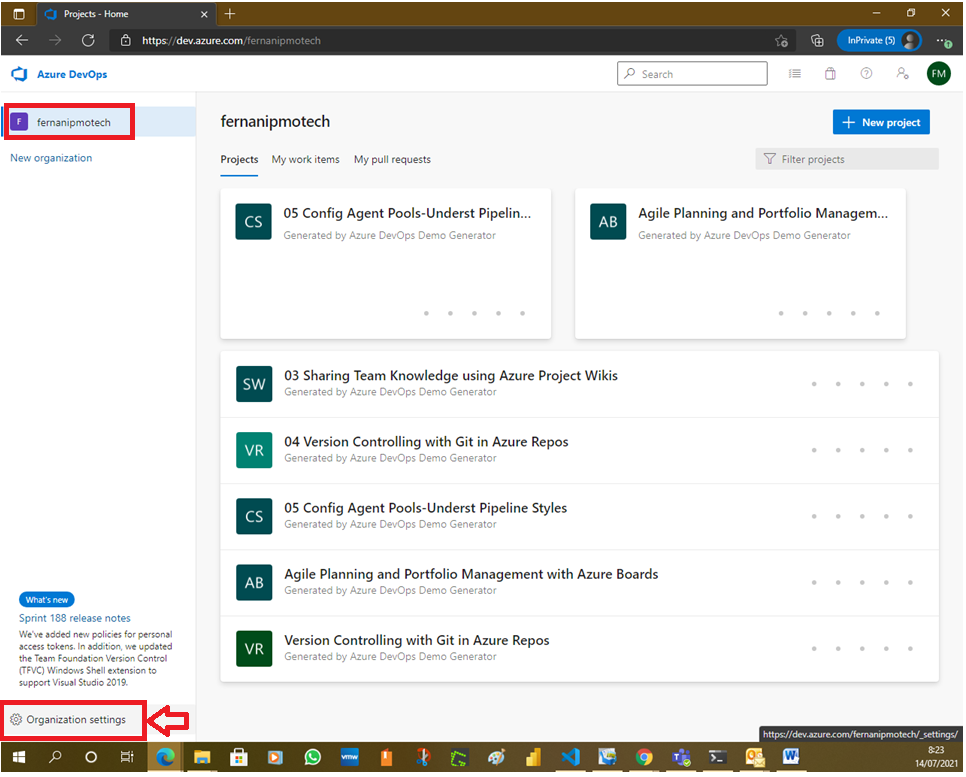 Projects - Home
https://dev.azure.com/fernanipmotech
InPrivate (5)
Azure DevOps
Search
FM
F
fernanipmotech
New organization
fernanipmotech
New project
Projects
My work items
My pull requests
Filter projects
CS
05 Config Agent Pools-Underst Pipelin...
Generated by Azure DevOps Demo Generator
AB
Agile Planning and Portfolio Managem...
Generated by Azure DevOps Demo Generator
SW
03 Sharing Team Knowledge using Azure Project Wikis
Generated by Azure DevOps Demo Generator
VR
04 Version Controlling with Git in Azure Repos
Generated by Azure DevOps Demo Generator
CS
05 Config Agent Pools-Underst Pipeline Styles
Generated by Azure DevOps Demo Generator
AB
Agile Planning and Portfolio Management with Azure Boards
Generated by Azure DevOps Demo Generator
VR
Version Controlling with Git in Azure Repos
Generated by Azure DevOps Demo Generator
What's new
Sprint 188 release notes
We've added new policies for personal
access tokens. In addition, we updated
the Team Foundation Version Control
(TFVC) Windows Shell extension to
support Visual Studio 2019.
Organization settings
https://dev.azure.com/fernanipmotech/_settings/
vmw
8:23
14/07/2021